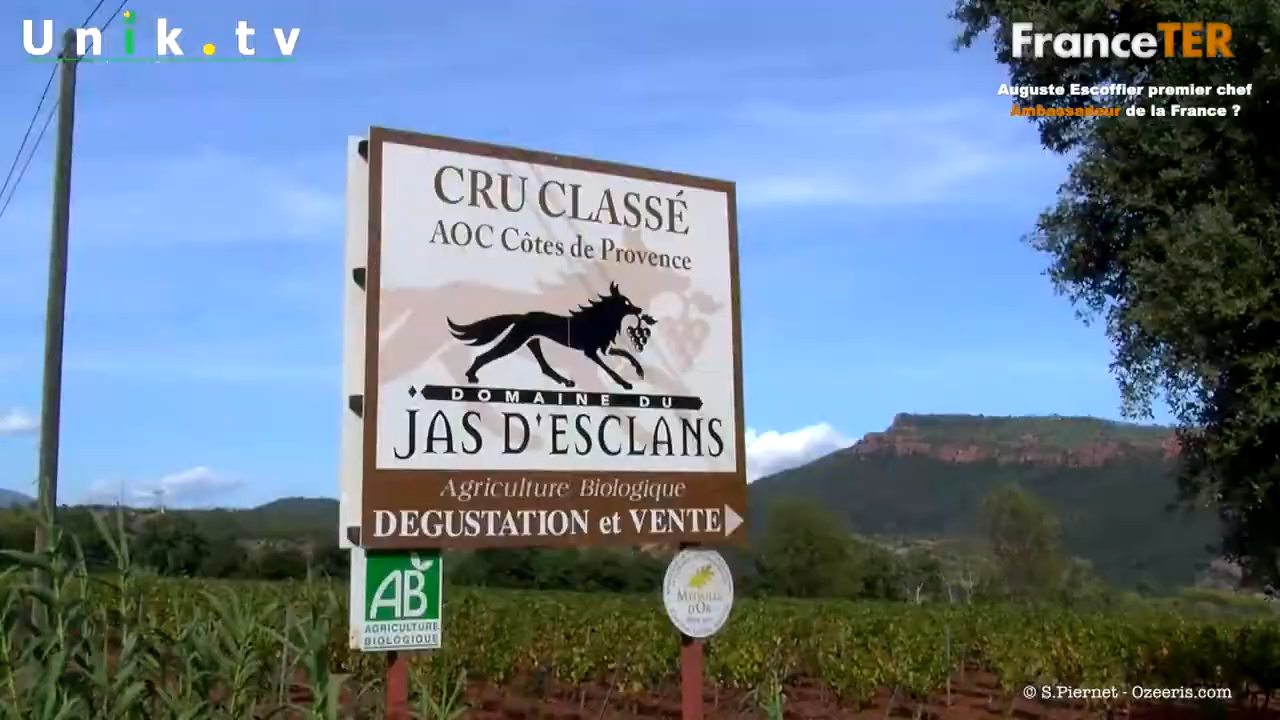 Unik.tv
FranceTER
Auguste Escoffier premier chef
Ambassadeur de la France ?
CRU CLASSÉ
AOC Côtes de Provence
DOMAINE DU
JAS D'ESCLANS
Agriculture Biologique
DEGUSTATION et VENTE
AB
AGRICULTURE
BIOLOGIQUE
MÉDAILLE
D'OR
© S.Piernet - Ozeeris.com